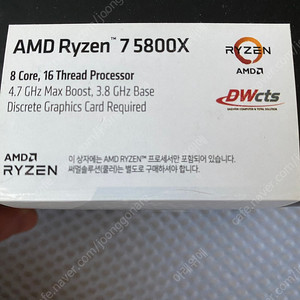 AMD Ryzen™ 7 5800X
8 Core, 16 Thread Processor
4.7 GHz Max Boost, 3.8 GHz Base
Discrete Graphics Card Required
RYZEN
AMD
DWcts
AMD
RYZEN
이 상자에는 AMD RYZEN™ 프로세서만 포함되어 있습니다.
써멀솔루션(쿨러)는 별도로 구매하셔야 합니다.